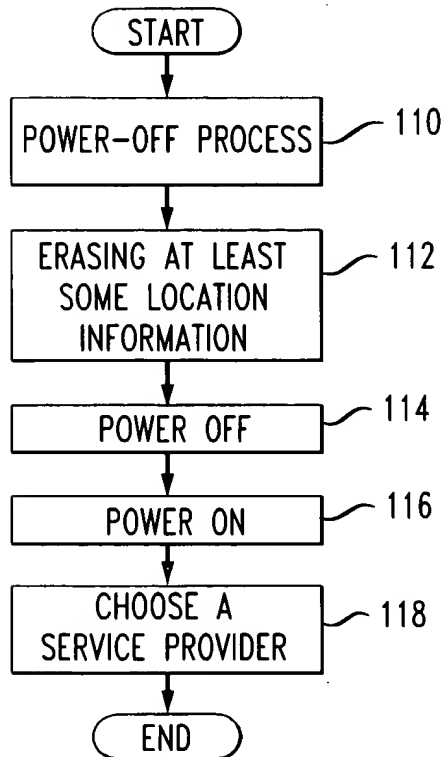 START
POWER-OFF PROCESS
110
ERASING AT LEAST
SOME LOCATION
INFORMATION
112
POWER OFF
114
POWER ON
116
CHOOSE A
SERVICE PROVIDER
118
END